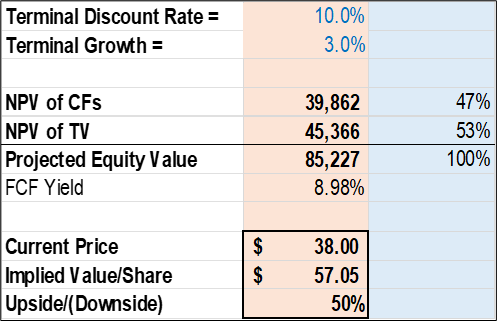 Terminal Discount Rate = 10.0%
Terminal Growth = 3.0%
NPV of CFs 39,862 47%
NPV of TV 45,366 53%
Projected Equity Value 85,227 100%
FCF Yield 8.98%
Current Price $ 38.00
Implied Value/Share $ 57.05
Upside/(Downside) 50%